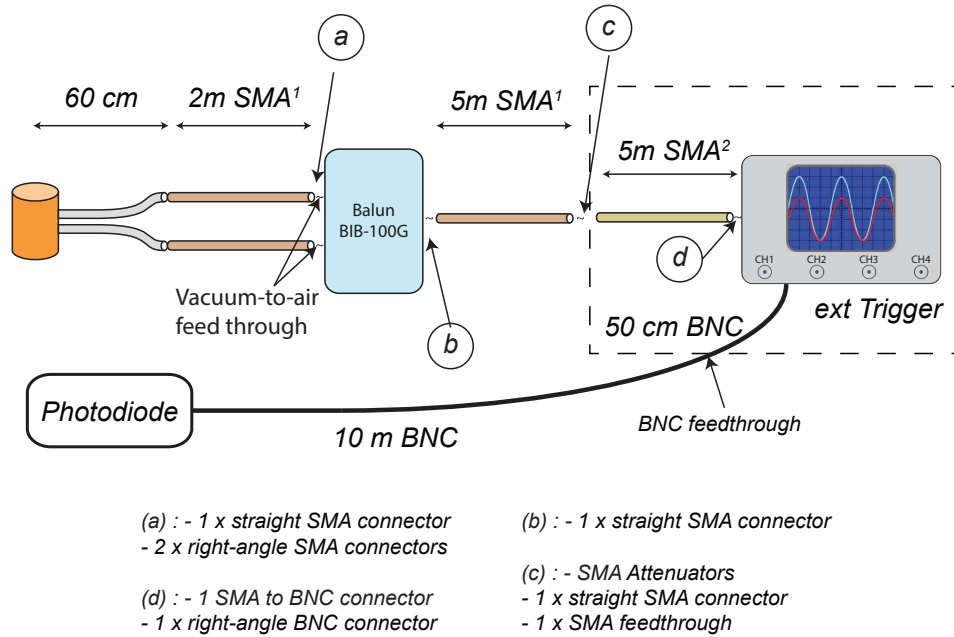 a
c
60 cm
2m SMA¹
5m SMA¹
5m SMA²
Balun
BIB-100G
~
~
~
~
~
d
CH1
CH2
CH3
CH4
Vacuum-to-air
feed through
b
50 cm BNC
ext Trigger
Photodiode
10 m BNC
BNC feedthrough
(a) : - 1 x straight SMA connector
- 2 x right-angle SMA connectors
(b) : - 1 x straight SMA connector
(d) : - 1 SMA to BNC connector
- 1 x right-angle BNC connector
(c) : - SMA Attenuators
- 1 x straight SMA connector
- 1 x SMA feedthrough